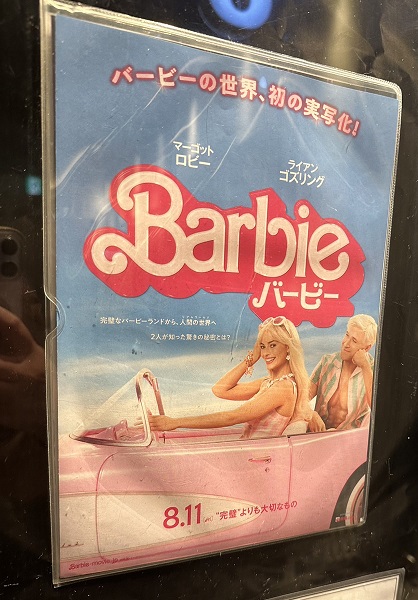 バービーの世界、初の実写化!
マーゴット
ロビー
ライアン
ゴズリング
Barbie
バービー
完璧なバービーランドから、人間の世界へ
2人が知った驚きの秘密とは?
8.11
"完璧"よりも大切なもの